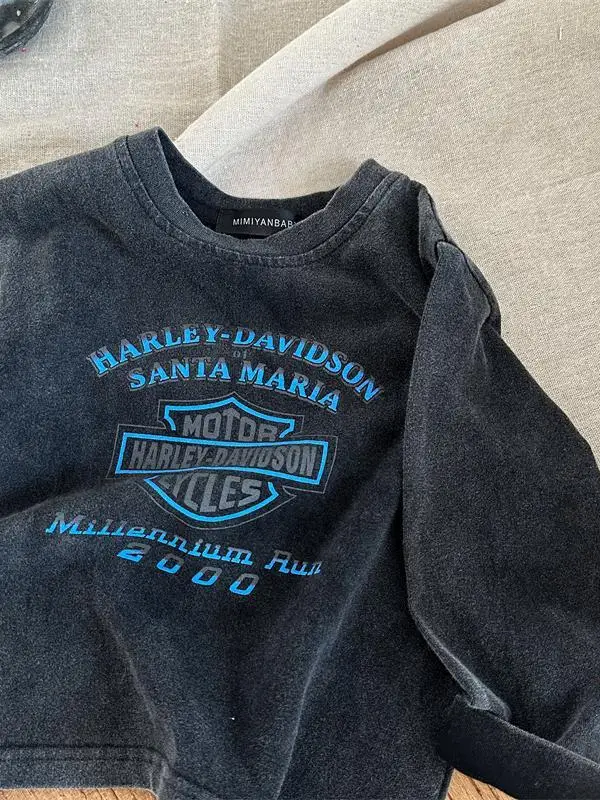 MIMIYANBAB
HARLEY-DAVIDSON
of
SANTA MARIA
MOTOR
HARLEY-DAVIDSON
CYCLES
Millennium Run
2000